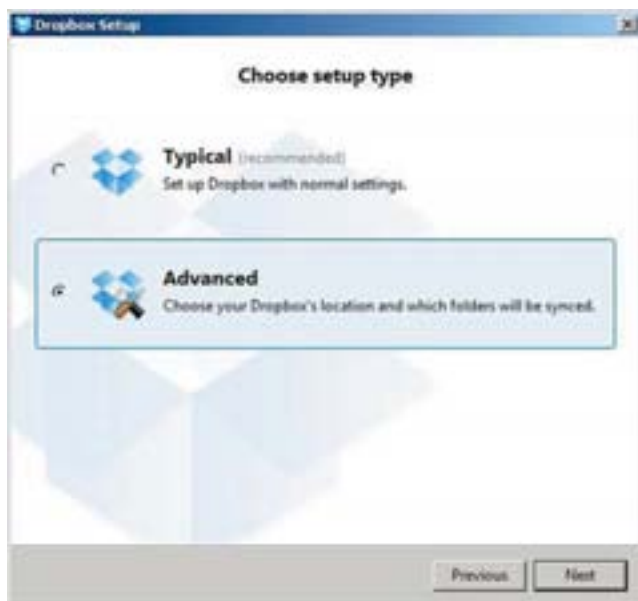 Dropbox Setup
Choose setup type
Typical (recommended)
Set up Dropbox with normal settings.
Advanced
Choose your Dropbox's location and which folders will be synced.
Previous
Next